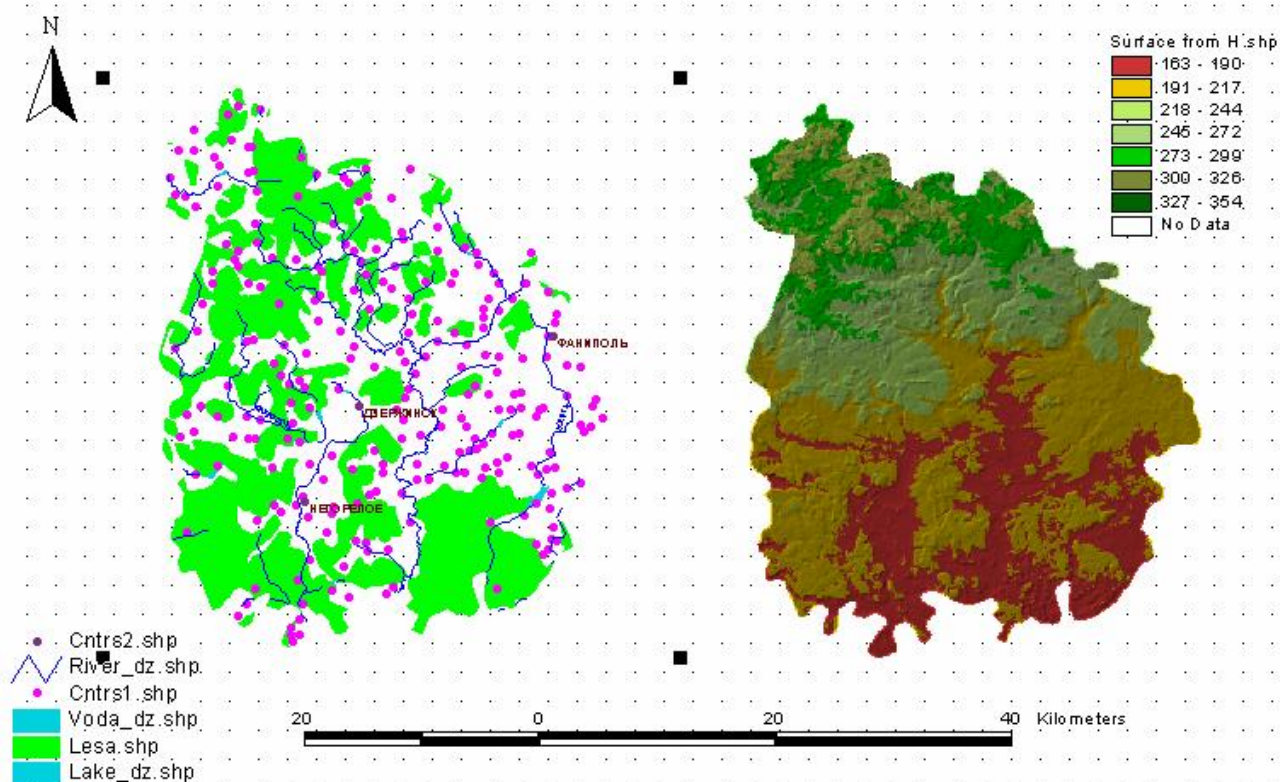 N
Surface from H.shp
163 - 190
191 - 217
218 - 244
245 - 272
273 - 299
300 - 326
327 - 354
No Data
ФАНИПОЛЬ
ДЗЕРЖИНСК
НЕГОРЕЛОЕ
Cntrs2.shp
River_dz.shp
Cntrs1.shp
Voda_dz.shp
Lesa.shp
Lake_dz.shp
20 0 20 40 Kilometers